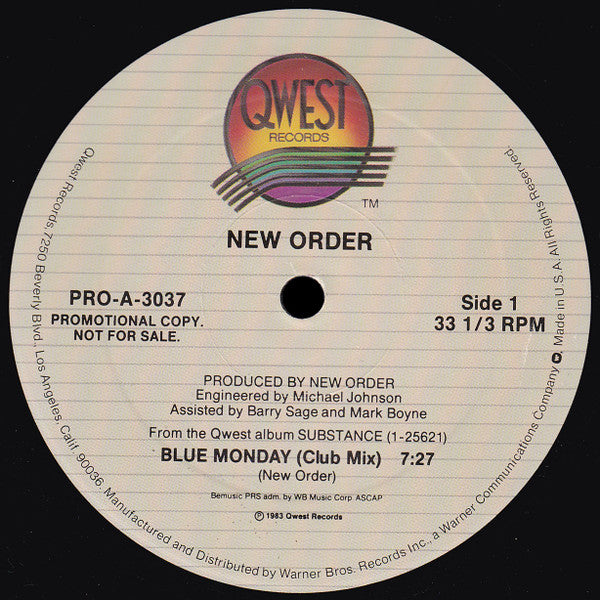 QWEST
RECORDS
TM
NEW ORDER
PRO-A-3037
PROMOTIONAL COPY.
NOT FOR SALE.
Side 1
33 1/3 RPM
PRODUCED BY NEW ORDER
Engineered by Michael Johnson
Assisted by Barry Sage and Mark Boyne
From the Qwest album SUBSTANCE (1-25621)
BLUE MONDAY (Club Mix) 7:27
(New Order)
Bemusic PRS adm. by WB Music Corp. ASCAP
℗ 1983 Qwest Records
Qwest Records, 7250 Beverly Blvd., Los Angeles, Calif. 90036. Manufactured and Distributed by Warner Bros. Records Inc., a Warner Communications Company. Made in U.S.A. All Rights Reserved.